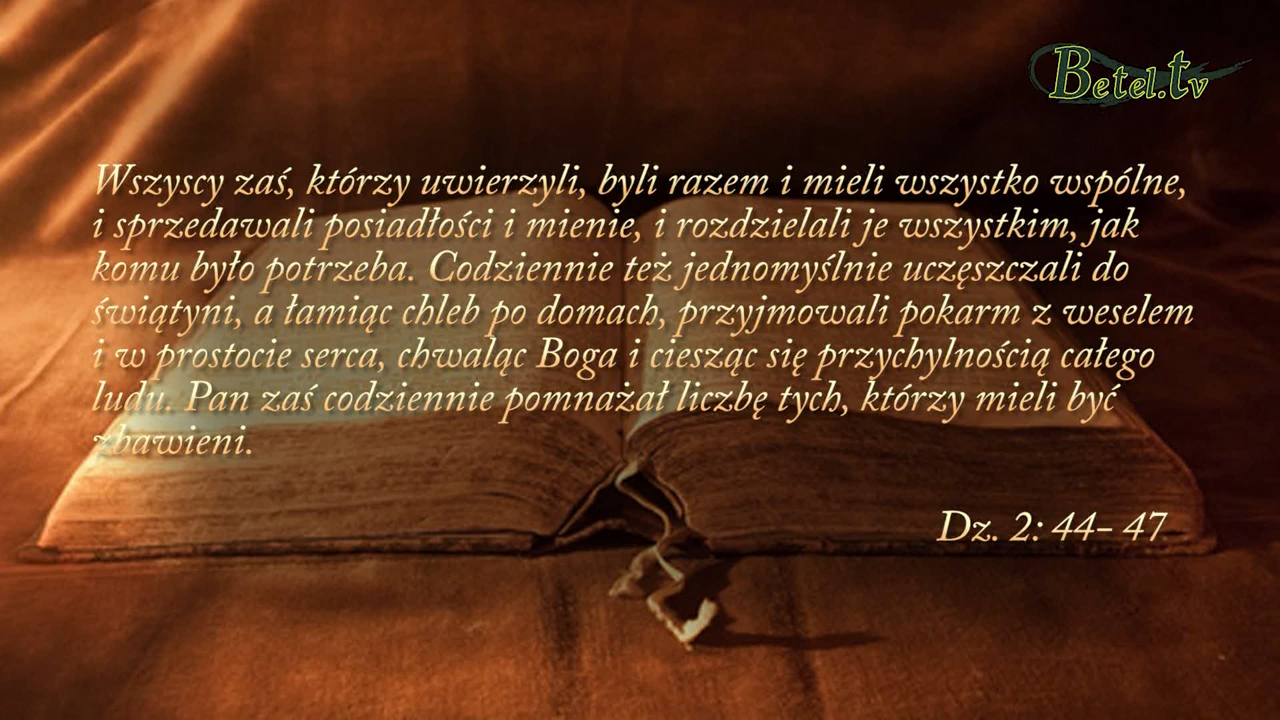 Betel.tv
Wszyscy zaś, którzy uwierzyli, byli razem i mieli wszystko wspólne,
i sprzedawali posiadłości i mienie, i rozdzielali je wszystkim, jak
komu było potrzeba. Codziennie też jednomyślnie uczęszczali do
świątyni, a łamiąc chleb po domach, przyjmowali pokarm z weselem
i w prostocie serca, chwaląc Boga i ciesząc się przychylnością całego
ludu. Pan zaś codziennie pomnażał liczbę tych, którzy mieli być
zbawieni.
Dz. 2: 44- 47